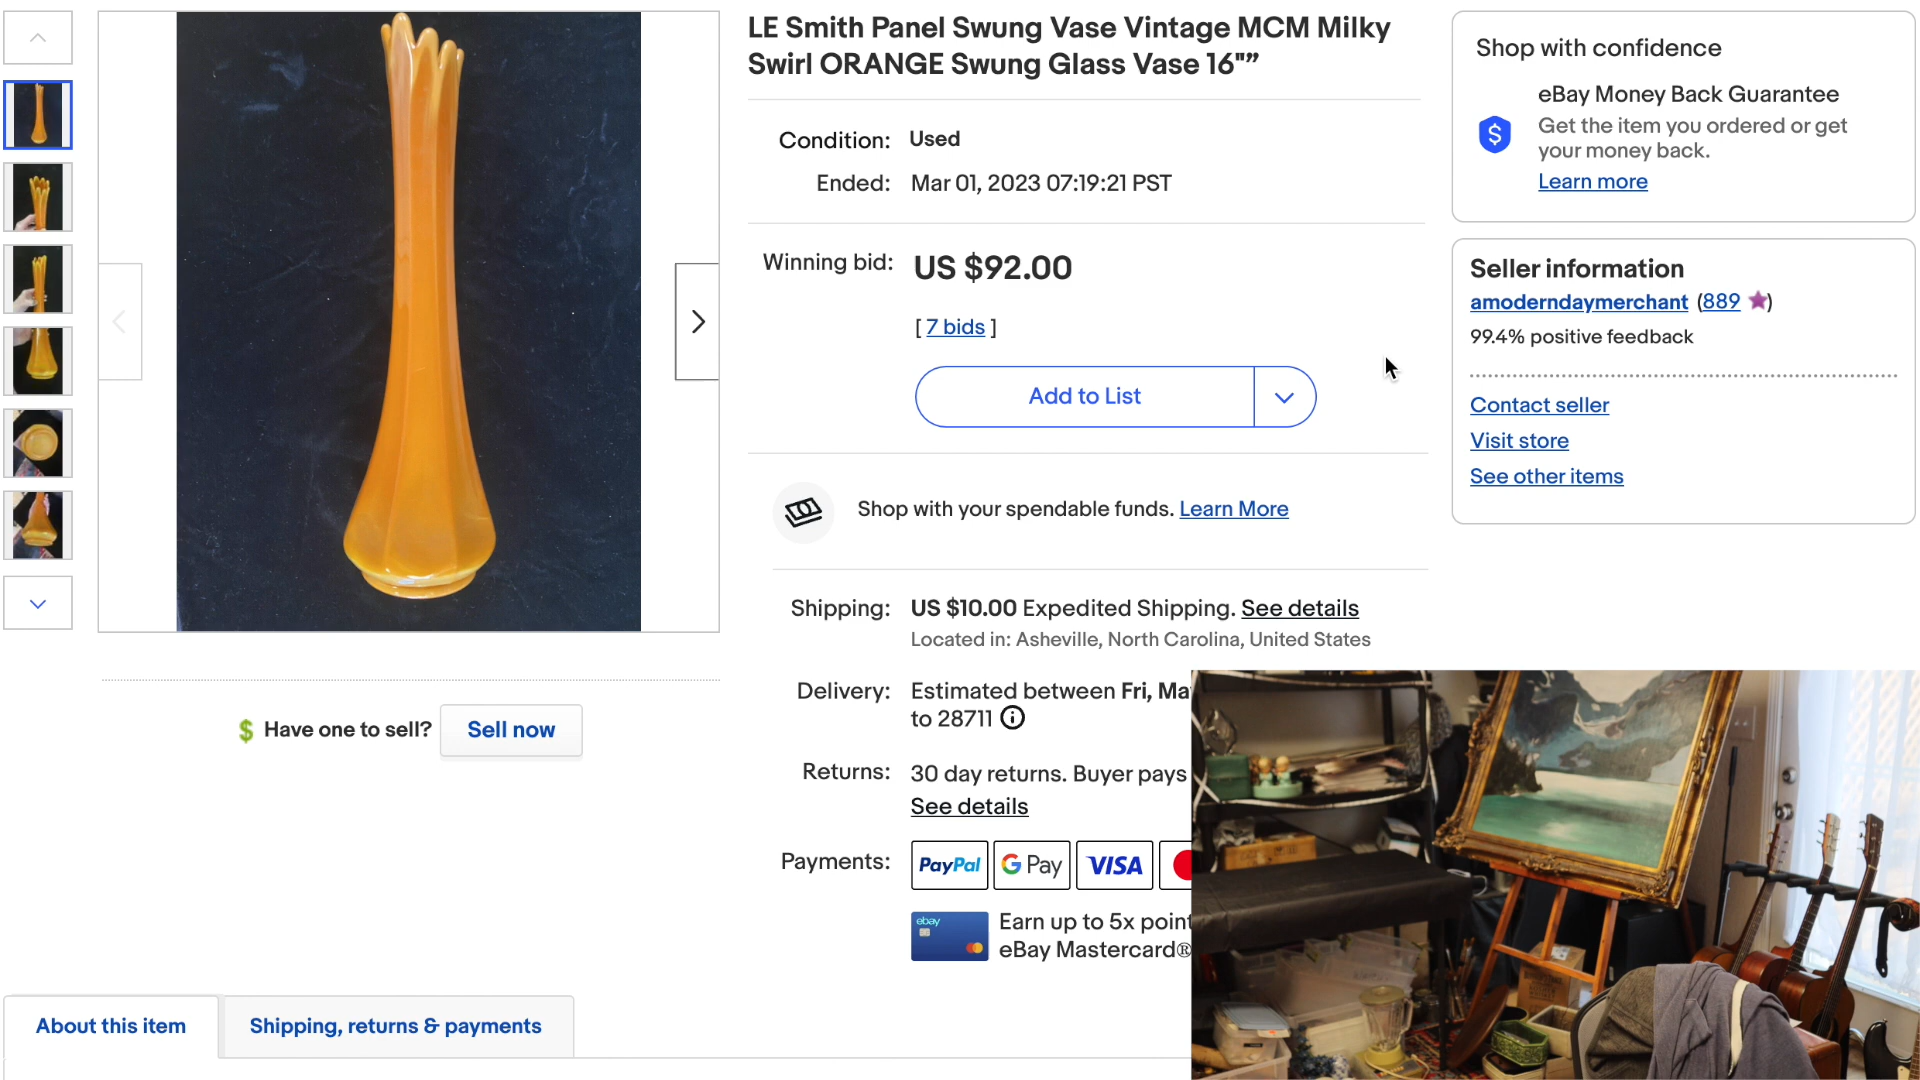 LE Smith Panel Swung Vase Vintage MCM Milky
Swirl ORANGE Swung Glass Vase 16"”
Condition: Used
Ended: Mar 01, 2023 07:19:21 PST
Winning bid: US $92.00
[ 7 bids ]
Add to List
Shop with your spendable funds. Learn More
Shipping: US $10.00 Expedited Shipping. See details
Located in: Asheville, North Carolina, United States
Delivery: Estimated between Fri, Ma
to 28711
Returns: 30 day returns. Buyer pays
See details
Payments: PayPal G Pay VISA
ebay
Earn up to 5x point
eBay Mastercard®
Shop with confidence
eBay Money Back Guarantee
Get the item you ordered or get
your money back.
Learn more
Seller information
amoderndaymerchant (889)
99.4% positive feedback
Contact seller
Visit store
See other items
$ Have one to sell? Sell now
About this item
Shipping, returns & payments